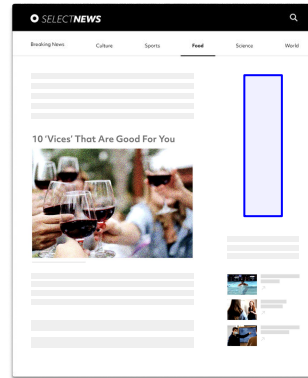 SELECTNEWS
Breaking News Culture Sports Food Science World
10 'Vices' That Are Good For You